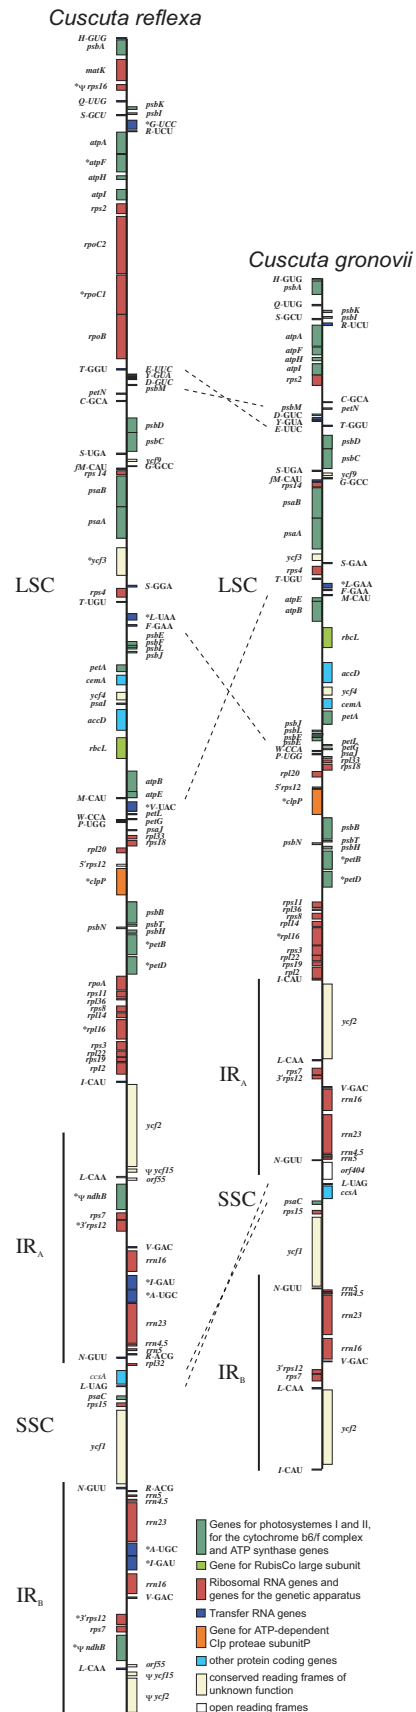 Cuscuta reflexa
H-GUG
psbA
matK
*Ψ rps16
Q-UUG
psbK
psbI
S-GCU
*G-UCC
R-UCU
atpA
*atpF
atpH
atpI
rps2
rpoC2
*rpoC1
rpoB
T-GGU
E-UUC
Y-GUA
D-GUC
psbM
petN
C-GCA
psbD
psbC
S-UGA
ycf9
fM-CAU
G-GCC
rps 14
psaB
psaA
*ycf3
LSC
S-GGA
rps4
T-UGU
*L-UAA
F-GAA
psbE
psbF
psbL
psbJ
petA
cemA
ycf4
psaI
accD
rbcL
atpB
atpE
M-CAU
*V-UAC
petL
W-CCA
petG
P-UGG
psaJ
rpl33
rps18
rpl20
5'rps12
*clpP
psbB
psbT
psbN
psbH
*petB
*petD
rpoA
rps11
rpl36
rps8
rpl14
*rpl16
rps3
rpl22
rps19
rpl2
I-CAU
ycf2
Ψ ycf15
L-CAA
orf55
*Ψ ndhB
rps7
*3'rps12
IR A
V-GAC
rrn16
*I-GAU
*A-UGC
rrn23
rrn4.5
rrn5
R-ACG
N-GUU
rpl32
ccsA
L-UAG
psaC
rps15
SSC
ycf1
N-GUU
R-ACG
rrn5
rrn4.5
rrn23
*A-UGC
*I-GAU
rrn16
V-GAC
IR B
*3'rps12
rps7
*Ψ ndhB
orf55
L-CAA
Ψ ycf15
Ψ ycf2
Cuscuta gronovii
H-GUG
psbA
Q-UUG
psbK
psbI
S-GCU
R-UCU
atpA
atpF
atpH
atpI
rps2
C-GCA
psbM
petN
D-GUC
Y-GUA
T-GGU
E-UUC
psbD
psbC
S-UGA
ycf9
fM-CAU
G-GCC
rps14
psaB
psaA
ycf3
S-GAA
rps4
LSC
T-UGU
*L-GAA
F-GAA
M-CAU
atpE
atpB
rbcL
accD
ycf4
cemA
petA
psbJ
psbL
psbE
psbE
petL
petG
W-CCA
psaJ
P-UGG
rpl33
rps18
rpl20
5'rps12
*clpP
psbB
psbT
psbN
psbH
*petB
*petD
rps11
rpl36
rps8
rpl14
*rpl16
rps3
rpl22
rps19
rpl2
I-CAU
ycf2
IR A
L-CAA
rps7
3'rps12
V-GAC
rrn16
rrn23
rrn4.5
rrn5
N-GUU
orf404
L-UAG
ccsA
SSC
psaC
rps15
ycf1
N-GUU
rrn5
rrn4.5
rrn23
rrn16
V-GAC
IR B
3'rps12
rps7
L-CAA
ycf2
I-CAU
Genes for photosystemes I and II,
for the cytochrome b6/f complex
and ATP synthase genes
Gene for RubisCo large subunit
Ribosomal RNA genes and
genes for the genetic apparatus
Transfer RNA genes
Gene for ATP-dependent
Clp proteae subunitP
other protein coding genes
conserved reading frames of
unknown function
open reading frames